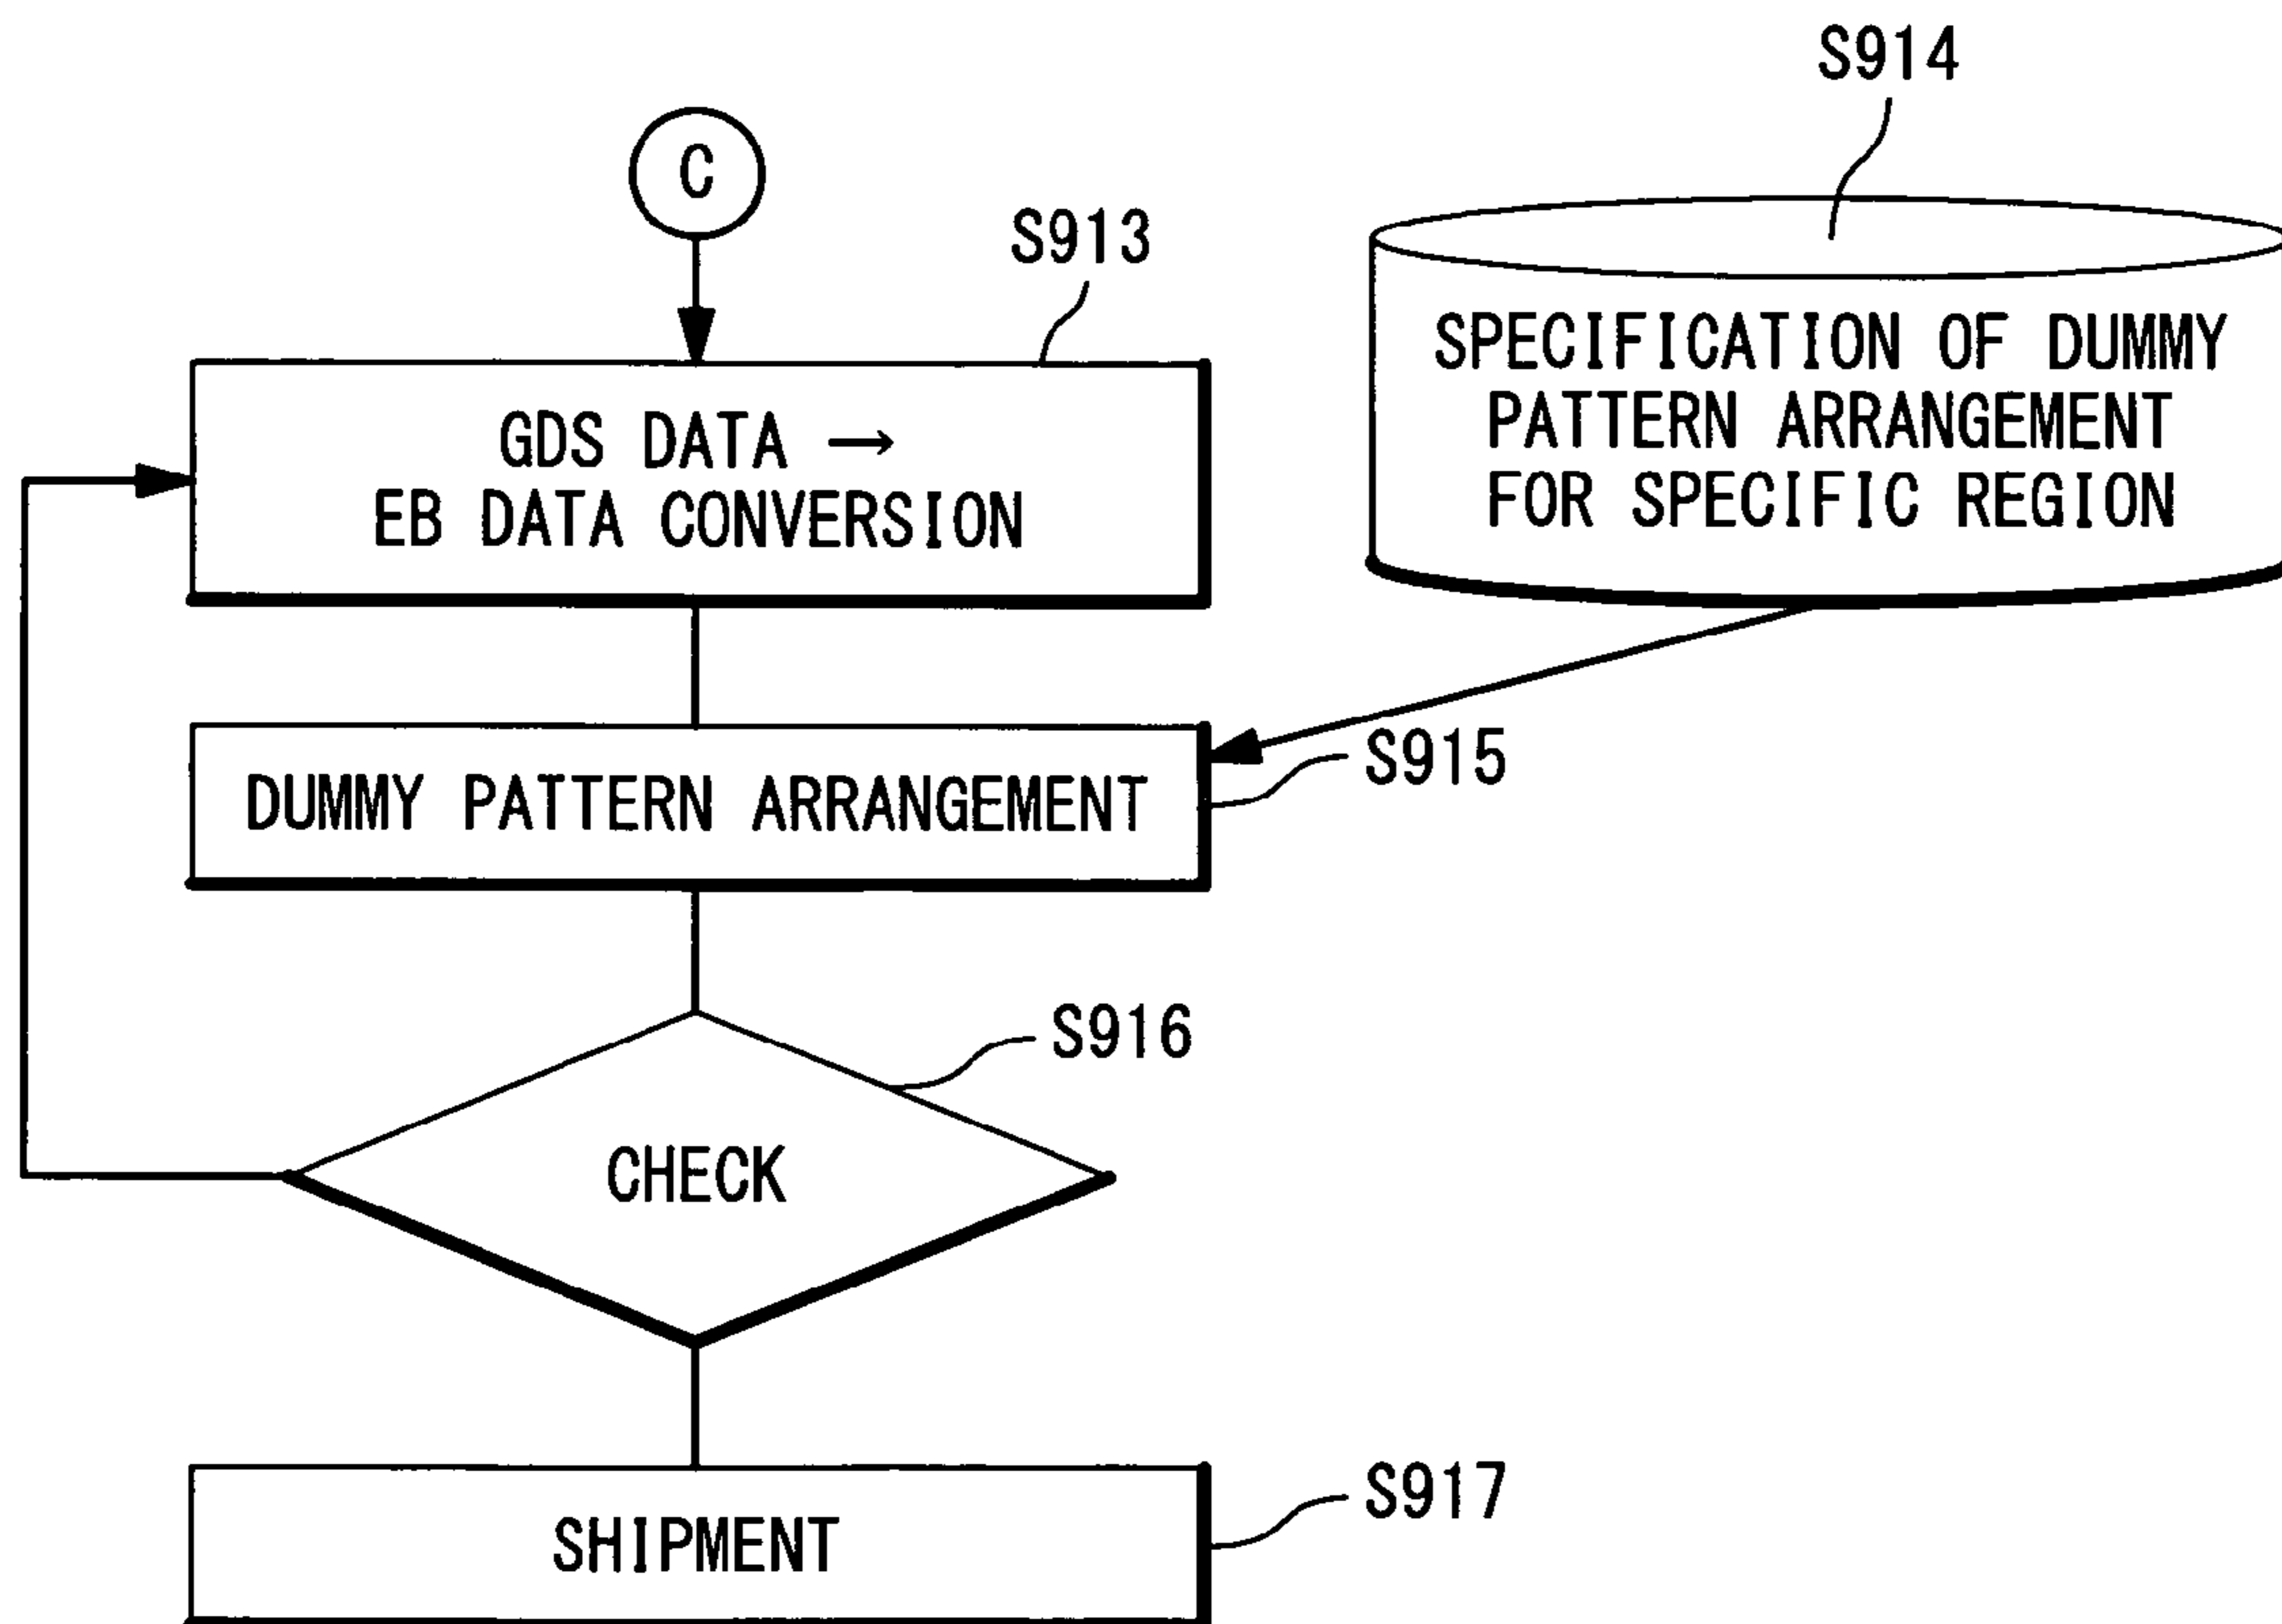 S914
C
S913
SPECIFICATION OF DUMMY
PATTERN ARRANGEMENT
FOR SPECIFIC REGION
GDS DATA →
EB DATA CONVERSION
S915
DUMMY PATTERN ARRANGEMENT
S916
CHECK
S917
SHIPMENT